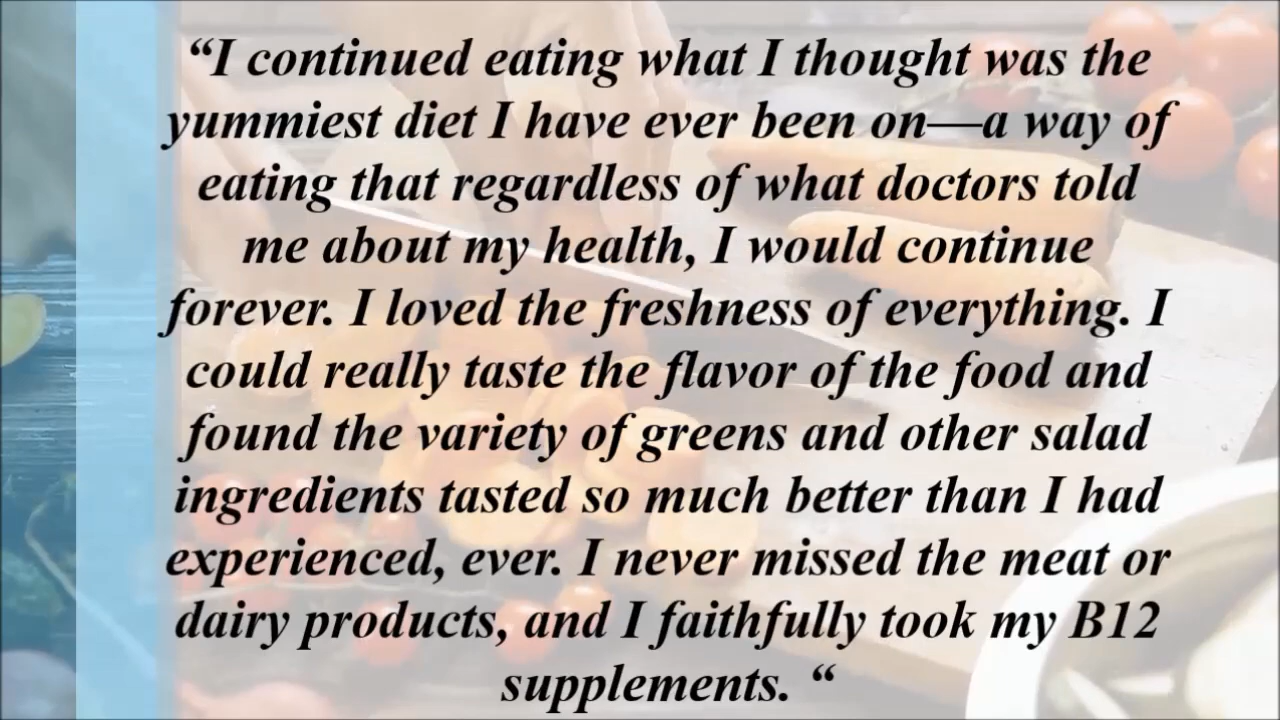 “I continued eating what I thought was the
yummiest diet I have ever been on—a way of
eating that regardless of what doctors told
me about my health, I would continue
forever. I loved the freshness of everything. I
could really taste the flavor of the food and
found the variety of greens and other salad
ingredients tasted so much better than I had
experienced, ever. I never missed the meat or
dairy products, and I faithfully took my B12
supplements. “